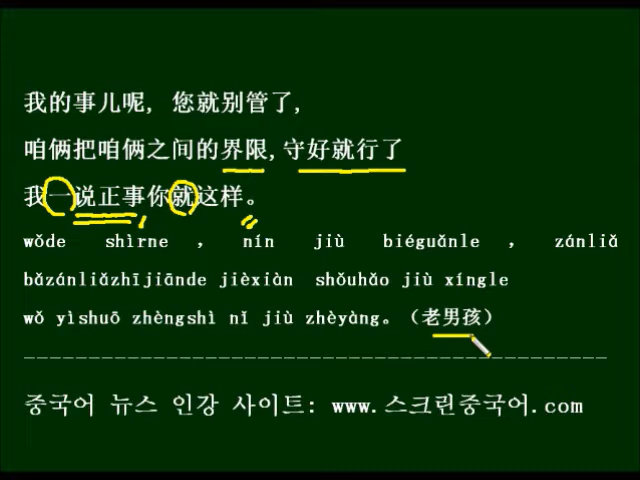 我的事儿呢, 您就别管了,
咱俩把咱俩之间的界限,守好就行了
我一说正事你就这样。
wǒde shìrne , nín jiù biéguǎnle , zánliǎ
bǎzánliǎzhījiānde jièxiàn shǒuhǎo jiù xíngle
wǒ yìshuō zhèngshì nǐ jiù zhèyàng。(老男孩)
중국어 뉴스 인강 사이트: www.스크린중국어.com